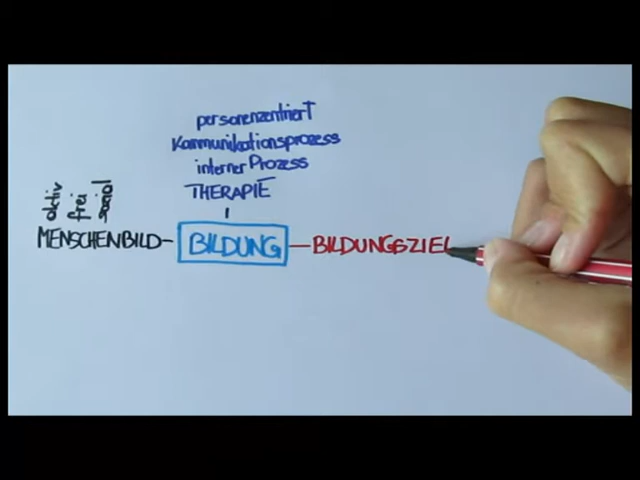 personenzentriert
Kommunikationsprozess
interner Prozess
THERAPIE
aktiv
frei
sozial
MENSCHENBILD - BILDUNG - BILDUNGSZIEL